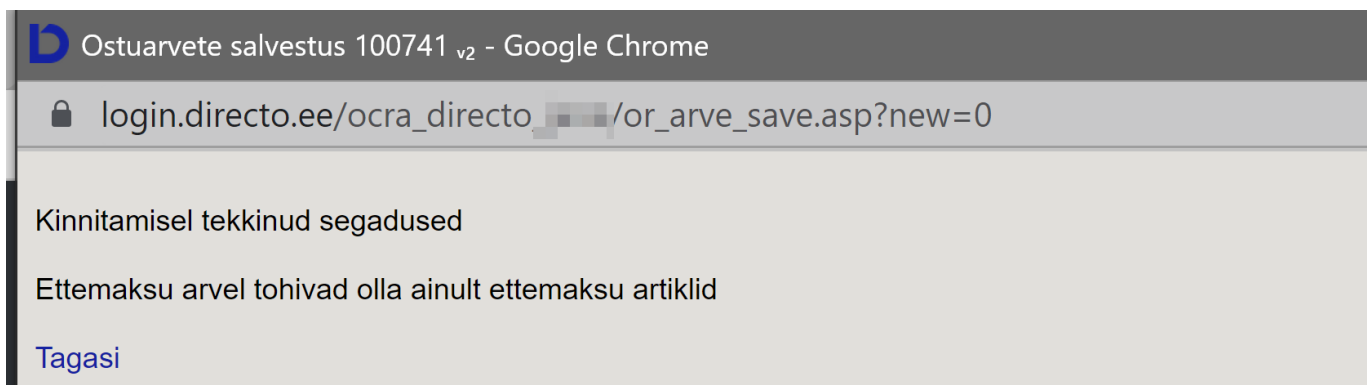 Ostuarvete salvestus 100741 v2 - Google Chrome
login.directo.ee/ocra_directo_ /or_arve_save.asp?new=0
Kinnitamisel tekkinud segadused
Ettemaksu arvel tohivad olla ainult ettemaksu artiklid
Tagasi